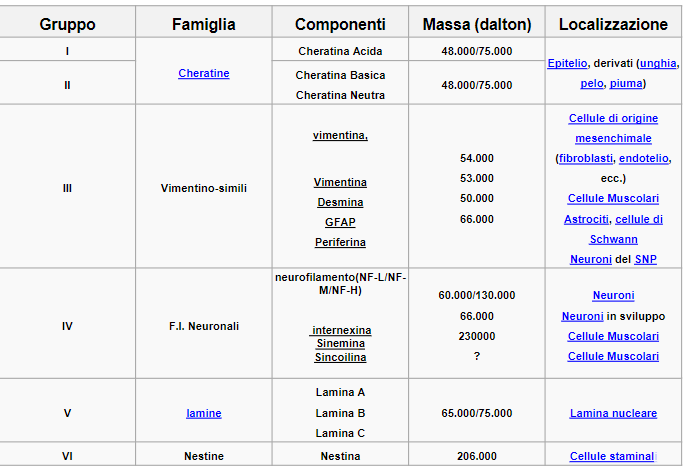 Gruppo Famiglia Componenti Massa (dalton) Localizzazione
I
Cheratine
Cheratina Acida
48.000/75.000
Epitelio, derivati (unghia,
pelo, piuma)
II
Cheratina Basica
Cheratina Neutra
48.000/75.000
III
Vimentino-simili
vimentina,
Vimentina
Desmina
GFAP
Periferina
54.000
53.000
50.000
66.000
Cellule di origine
mesenchimale
(fibroblasti, endotelio,
ecc.)
Cellule Muscolari
Astrociti, cellule di
Schwann
Neuroni del SNP
IV
F.I. Neuronali
neurofilamento(NF-L/NF-
M/NF-H)
internexina
Sinemina
Sincoilina
60.000/130.000
66.000
230000
?
Neuroni
Neuroni in sviluppo
Cellule Muscolari
Cellule Muscolari
V
lamine
Lamina A
Lamina B
Lamina C
65.000/75.000
Lamina nucleare
VI
Nestine
Nestina
206.000
Cellule staminali